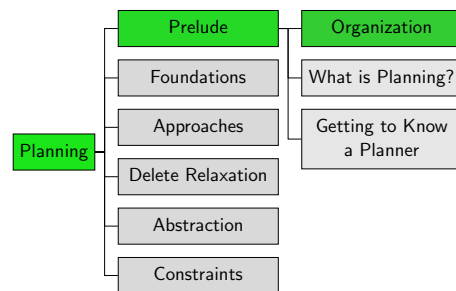 Planning
Prelude
Foundations
Approaches
Delete Relaxation
Abstraction
Constraints
Organization
What is Planning?
Getting to Know
a Planner